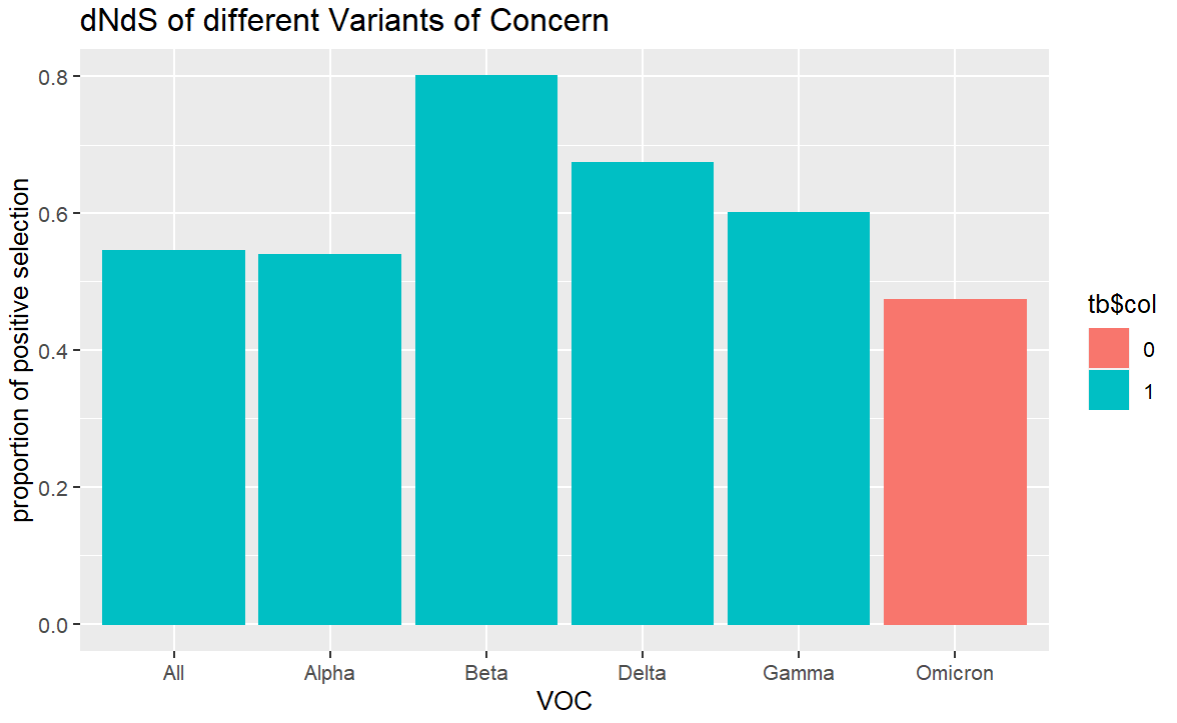 dNdS of different Variants of Concern
proportion of positive selection
0.8
0.6
0.4
0.2
0.0
All
Alpha
Beta
Delta
Gamma
Omicron
VOC
tb$col
0
1